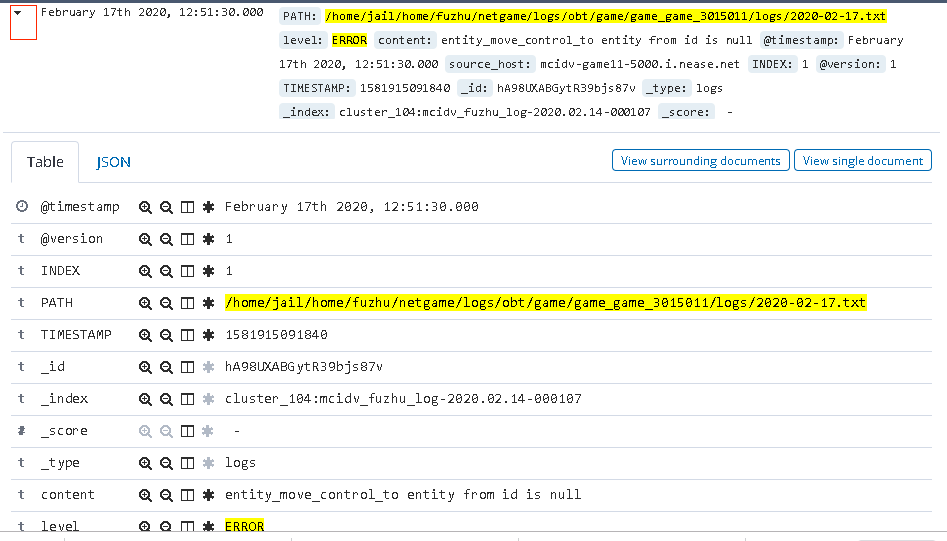 February 17th 2020, 12:51:30.000 PATH: /home/jail/home/fuzhu/netgame/logs/obt/game/game_game_3015011/logs/2020-02-17.txt
level: ERROR content: entity_move_control_to entity from id is null @timestamp: February
17th 2020, 12:51:30.000 source_host: mcidv-game11-5000.i.nease.net INDEX: 1 @version: 1
TIMESTAMP: 1581915091840 _id: hA98UXABGytR39bjs87v _type: logs
_index: cluster_104:mcidv_fuzhu_log-2020.02.14-000107 _score: -
Table JSON View surrounding documents View single document
@timestamp February 17th 2020, 12:51:30.000
t @version 1
t INDEX 1
t PATH /home/jail/home/fuzhu/netgame/logs/obt/game/game_game_3015011/logs/2020-02-17.txt
t TIMESTAMP 1581915091840
t _id hA98UXABGytR39bjs87v
t _index cluster_104:mcidv_fuzhu_log-2020.02.14-000107
# _score -
t _type logs
t content entity_move_control_to entity from id is null
t level ERROR